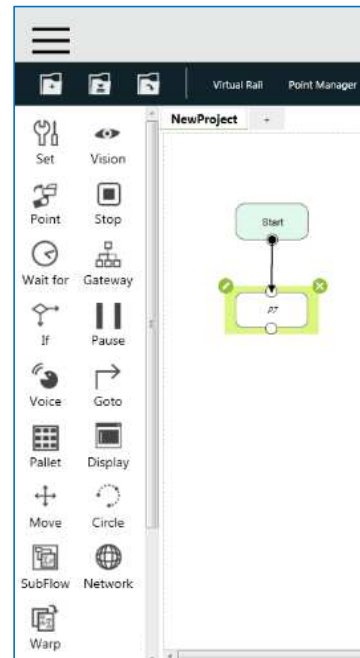 Virtual Rail Point Manager
NewProject +
Set Vision
Point Stop
Wait for Gateway
If Pause
Voice Goto
Pallet Display
Move Circle
SubFlow Network
Warp
Start
P7